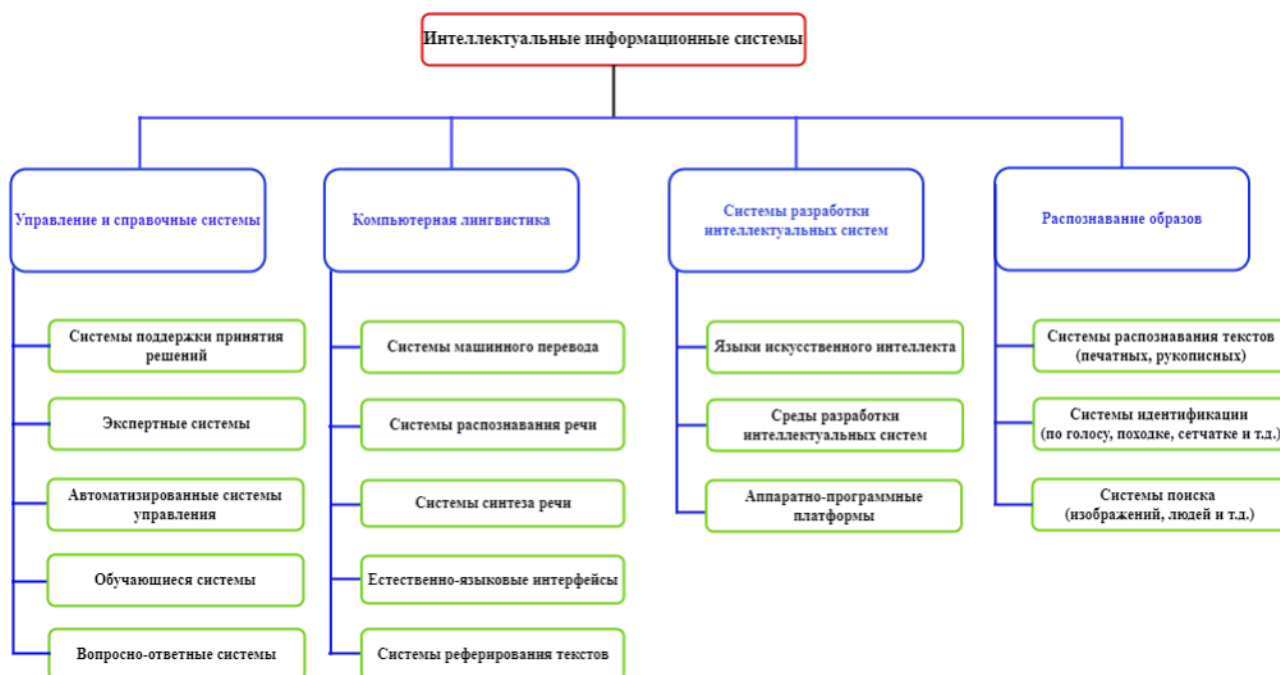 Интеллектуальные информационные системы
Управление и справочные системы
Системы поддержки принятия
решений
Экспертные системы
Автоматизированные системы
управления
Обучающиеся системы
Вопросно-ответные системы
Компьютерная лингвистика
Системы машинного перевода
Системы распознавания речи
Системы синтеза речи
Естественно-языковые интерфейсы
Системы реферирования текстов
Системы разработки
интеллектуальных систем
Языки искусственного интеллекта
Среды разработки
интеллектуальных систем
Аппаратно-программные
платформы
Распознавание образов
Системы распознавания текстов
(печатных, рукописных)
Системы идентификации
(по голосу, походке, сетчатке и т.д.)
Системы поиска
(изображений, людей и т.д.)